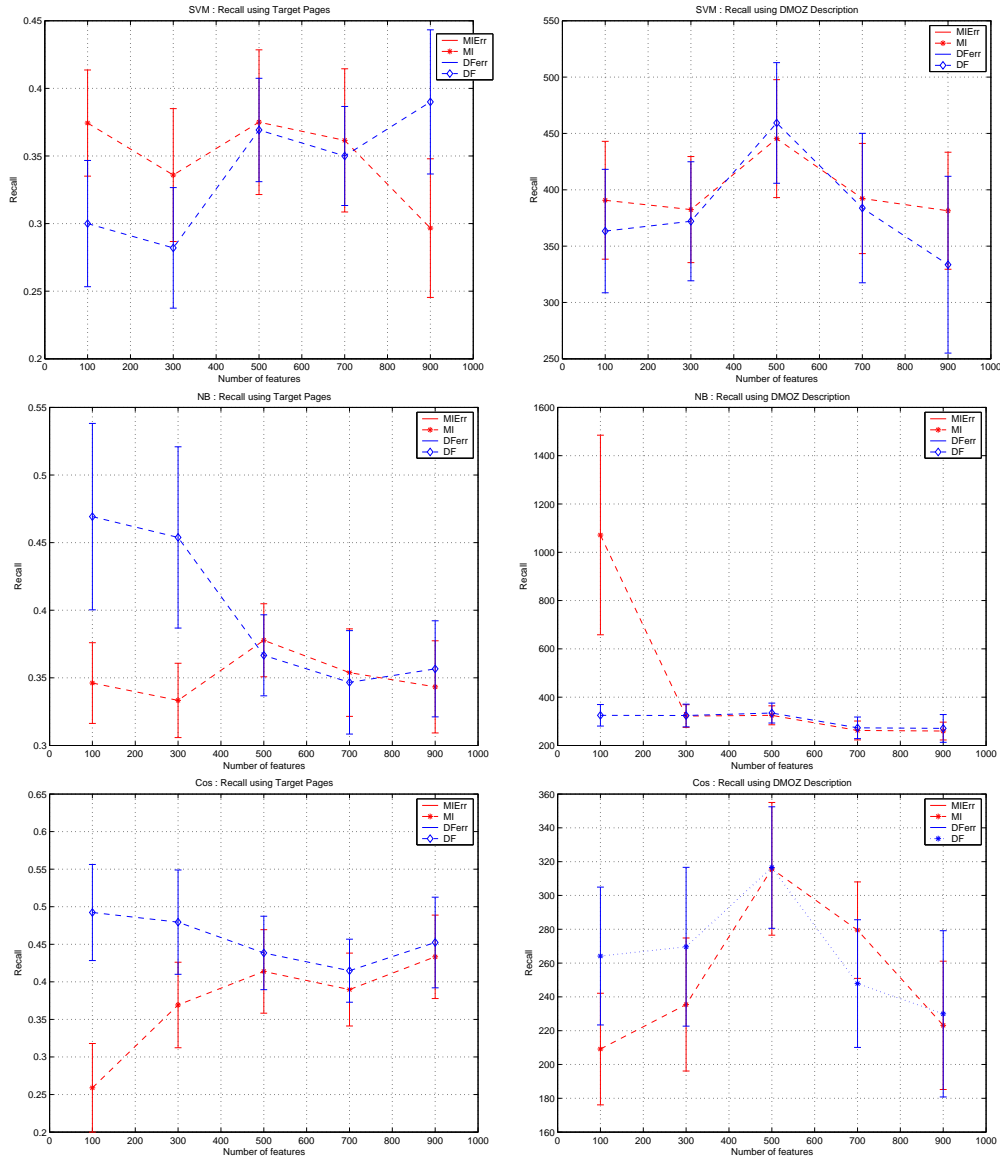 SVM : Recall using Target Pages
0.45
0.4
0.35
0.3
0.25
0.2
Recall
0 100 200 300 400 500 600 700 800 900 1000
Number of features
MIErr
MI
DFerr
DF
SVM : Recall using DMOZ Description
550
500
450
400
350
300
250
Recall
0 100 200 300 400 500 600 700 800 900 1000
Number of features
MIErr
MI
DFerr
DF
NB : Recall using Target Pages
0.55
0.5
0.45
0.4
0.35
0.3
Recall
0 100 200 300 400 500 600 700 800 900 1000
Number of features
MIErr
MI
DFerr
DF
NB : Recall using DMOZ Description
1600
1400
1200
1000
800
600
400
200
Recall
0 100 200 300 400 500 600 700 800 900 1000
Number of features
MIErr
MI
DFerr
DF
Cos : Recall using Target Pages
0.65
0.6
0.55
0.5
0.45
0.4
0.35
0.3
0.25
0.2
Recall
0 100 200 300 400 500 600 700 800 900 1000
Number of features
MIErr
MI
DFerr
DF
Cos : Recall using DMOZ Description
360
340
320
300
280
260
240
220
200
180
160
Recall
0 100 200 300 400 500 600 700 800 900 1000
Number of features
MIErr
MI
DFerr
DF